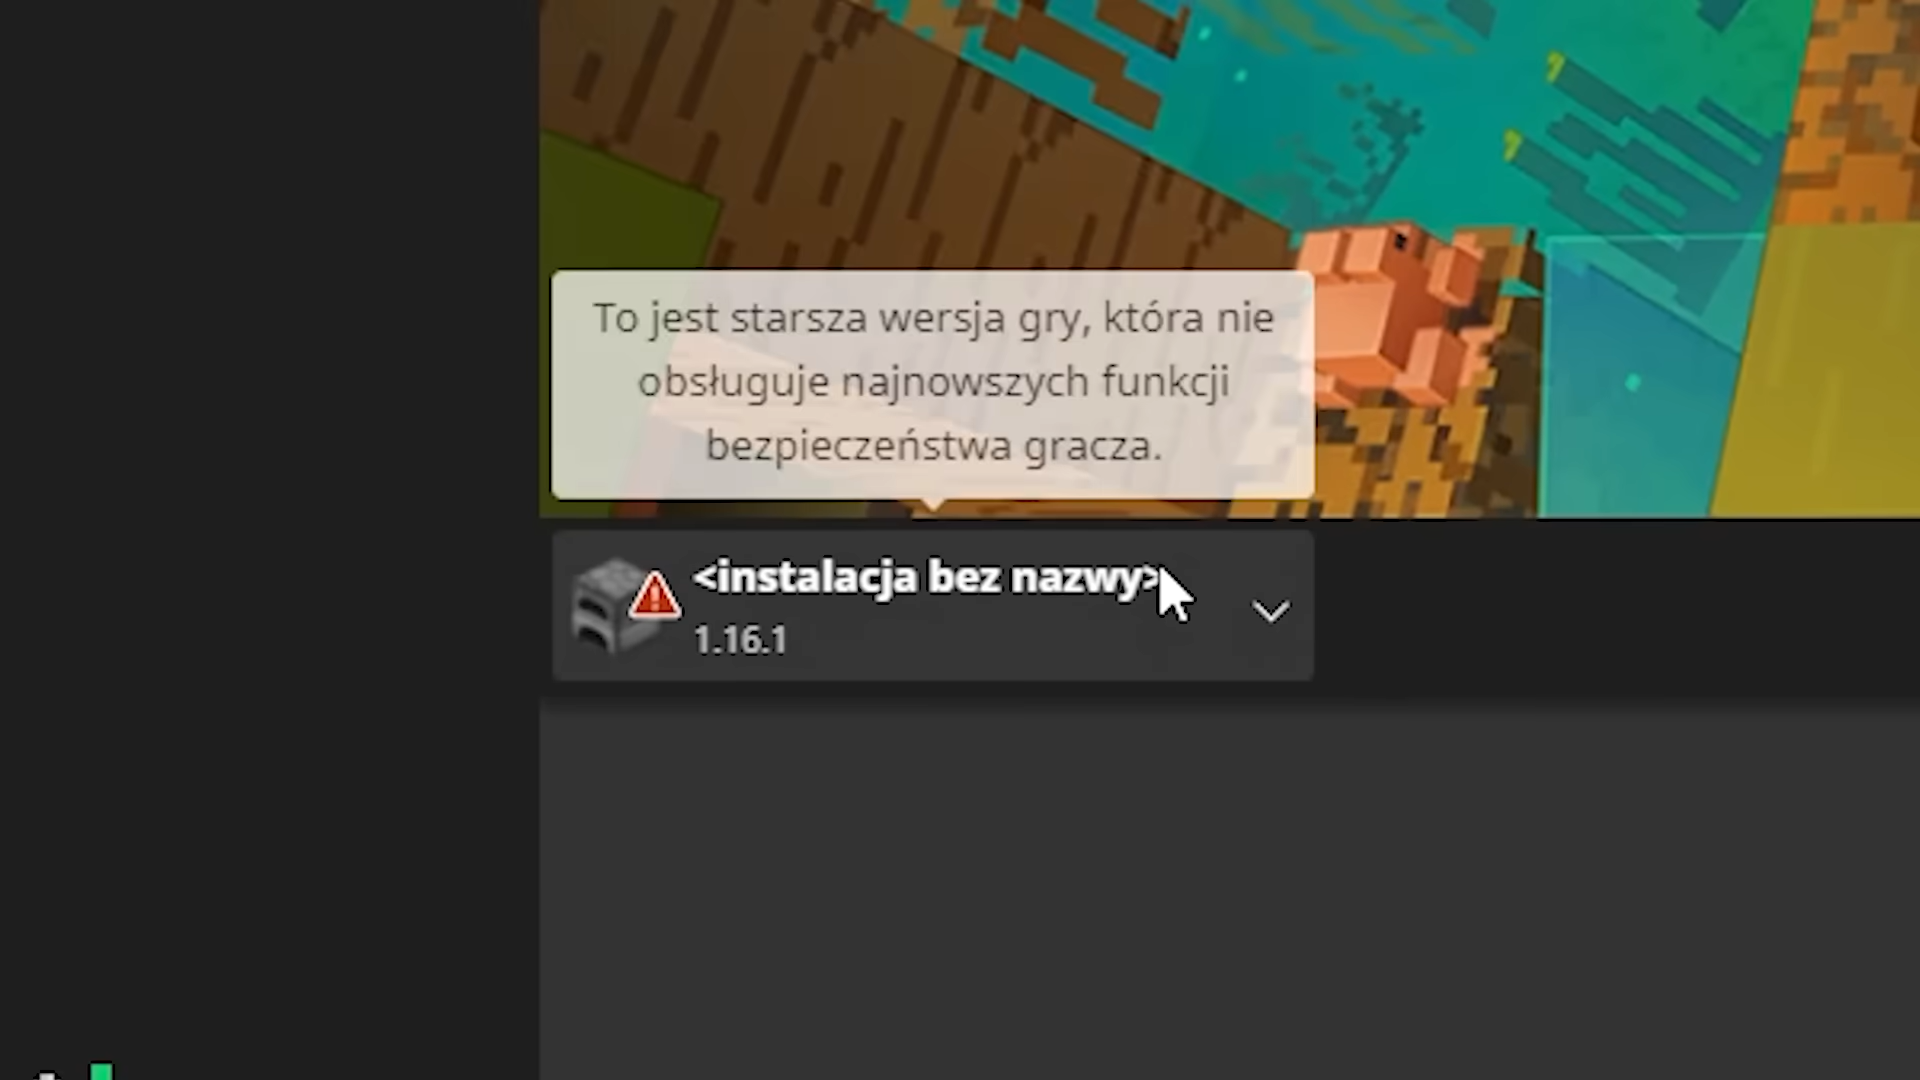 To jest starsza wersja gry, która nie
obsługuje najnowszych funkcji
bezpieczeństwa gracza.
<instalacja bez nazwy>
1.16.1